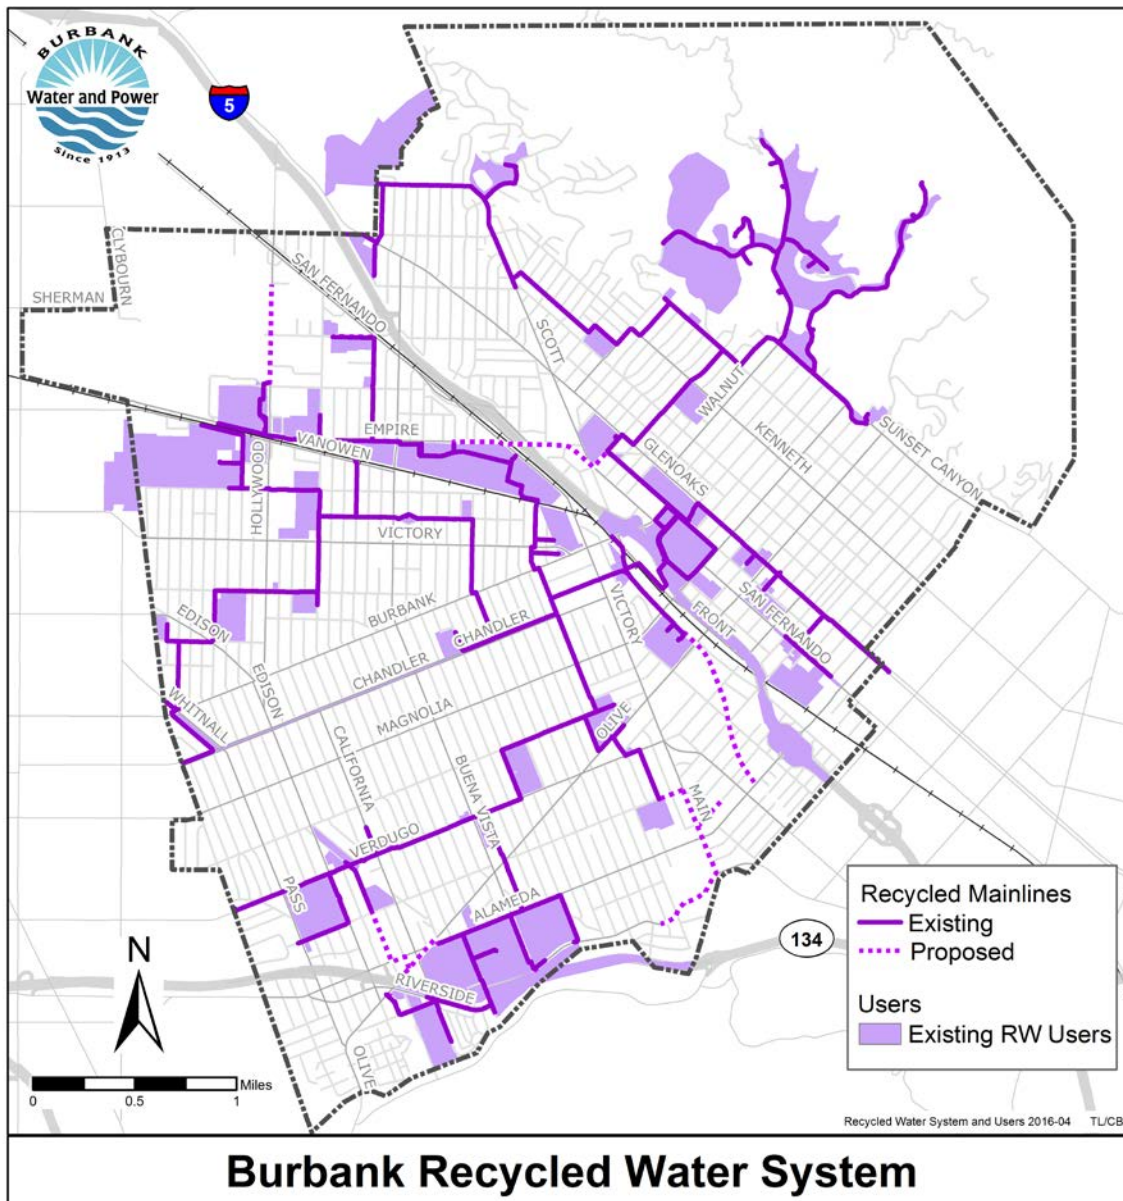 BURBANK
Water and Power
Since 1913
5
CLYBOURN
SHERMAN
SAN FERNANDO
SCOTT
WALNUT
KENNETH
SUNSET CANYON
GLENOAKS
EMPIRE
VANOWEN
HOLLYWOOD
VICTORY
BURBANK
EDISON
CHANDLER
CHANDLER
EDISON
VICTORY
FRONT
SAN FERNANDO
WHITNALL
MAGNOLIA
CALIFORNIA
BUENA VISTA
OLIVE
MAIN
VERDUGO
PASS
ALAMEDA
RIVERSIDE
OLIVE
134
N
Miles
0 0.5 1
Recycled Mainlines
Existing
Proposed
Users
Existing RW Users
Recycled Water System and Users 2016-04 TL/CB
Burbank Recycled Water System